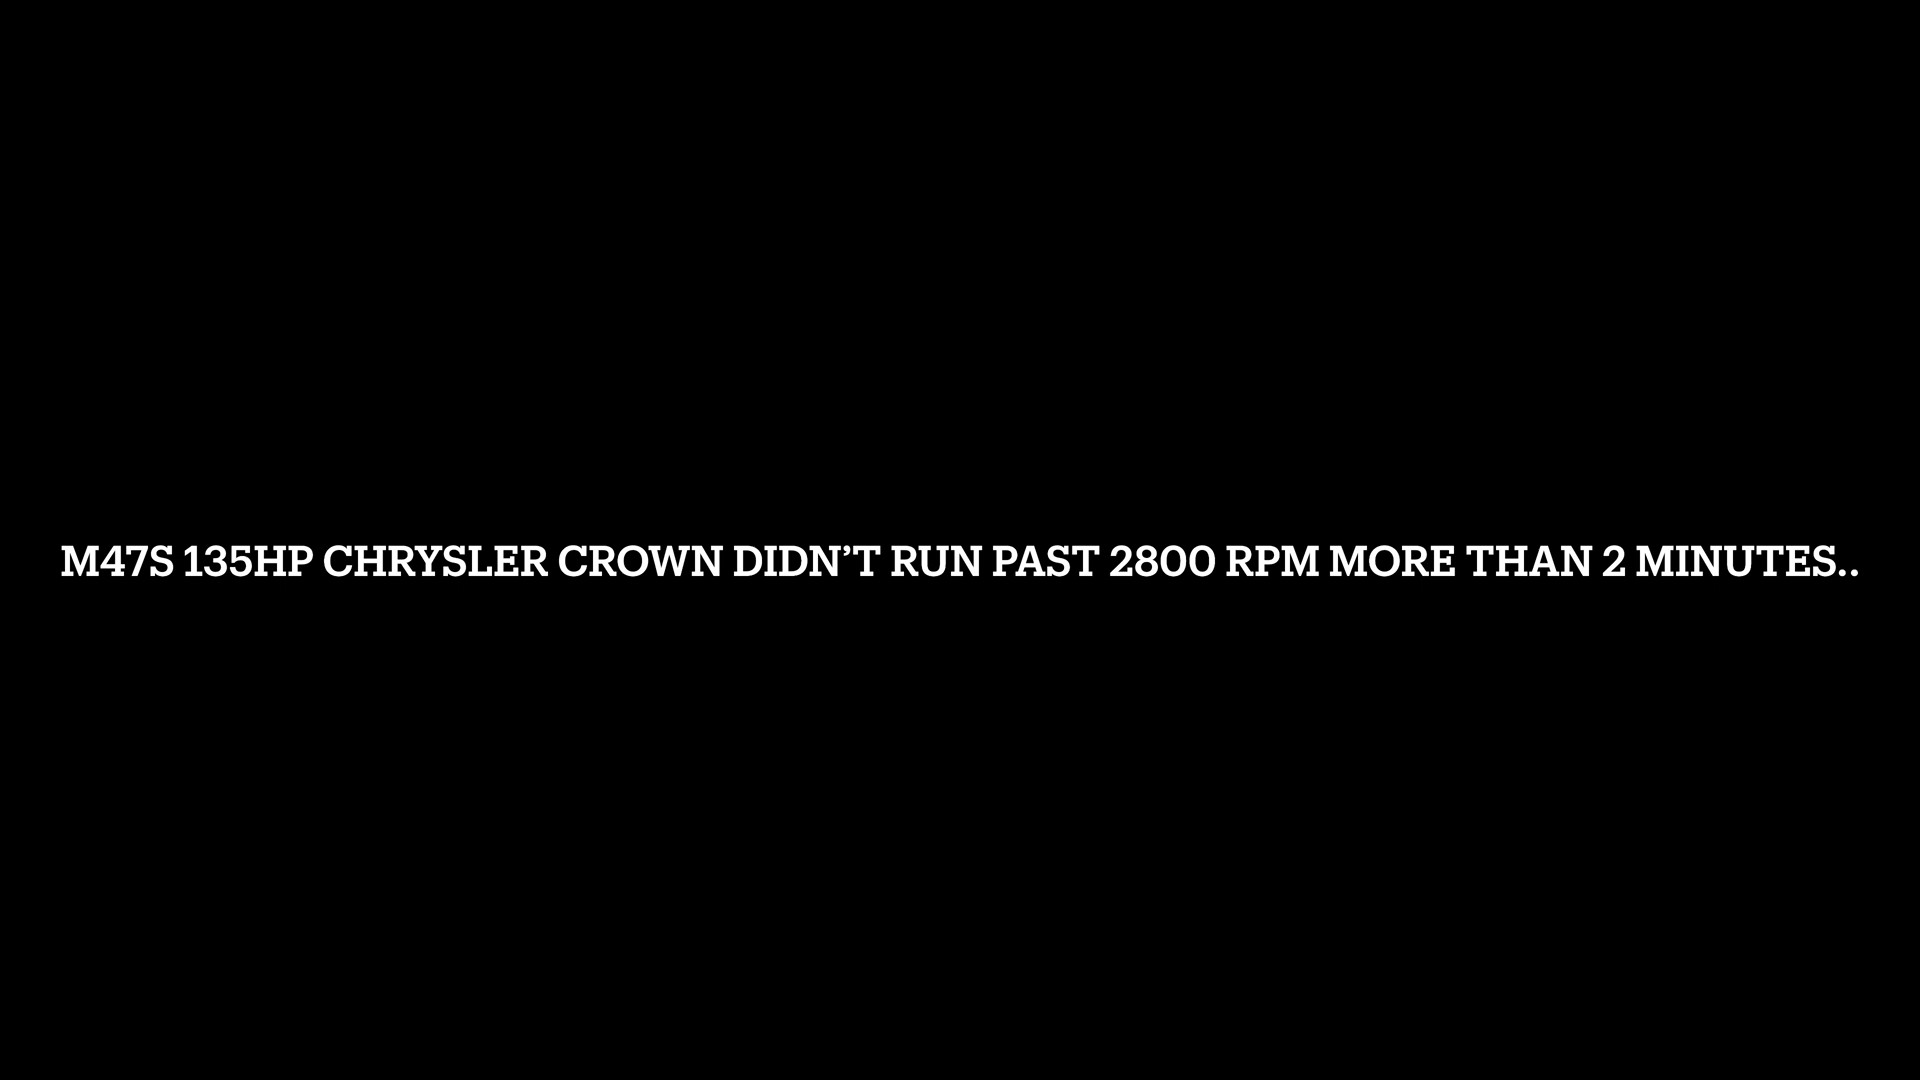 M47S 135HP CHRYSLER CROWN DIDN’T RUN PAST 2800 RPM MORE THAN 2 MINUTES..